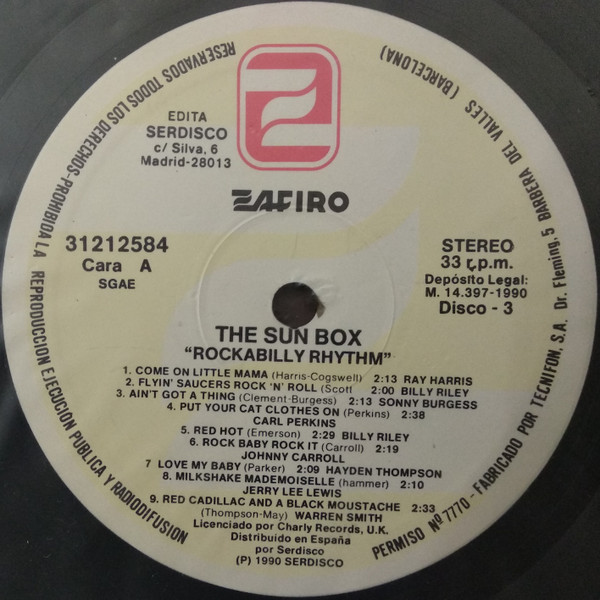 EDITA
SERDISCO
c/ Silva, 6
Madrid-28013
ZAFIRO
31212584
Cara A
SGAE
STEREO
33 r.p.m.
Depósito Legal:
M. 14.397-1990
Disco - 3
THE SUN BOX
“ROCKABILLY RHYTHM”
1. COME ON LITTLE MAMA (Harris-Cogswell) 2:13 RAY HARRIS
2. FLYIN' SAUCERS ROCK 'N' ROLL (Scott 2:00 BILLY RILEY
3. AIN'T GOT A THING (Clement-Burgess) 2:13 SONNY BURGESS
4. PUT YOUR CAT CLOTHES ON (Perkins) 2:38
CARL PERKINS
5. RED HOT (Emerson) 2:29 BILLY RILEY
6. ROCK BABY ROCK IT (Carroll) 2:19
JOHNNY CARROLL
7 LOVE MY BABY (Parker) 2:09 HAYDEN THOMPSON
8. MILKSHAKE MADEMOISELLE (hammer) 2:10
JERRY LEE LEWIS
9. RED CADILLAC AND A BLACK MOUSTACHE 2:33
(Thompson-May) WARREN SMITH
Licenciado por Charly Records, U.K.
Distribuido en España
por Serdisco
(P) 1990 SERDISCO
RESERVADOS TODOS LOS DERECHOS-PROHIBIDA LA REPRODUCCION EJECUCION PUBLICA Y RADIODIFUSION
PERMISO Nº 7770 - FABRICADO POR TECNIFON, S.A. Dr. Fleming, 5 BARBERA DEL VALLES (BARCELONA)